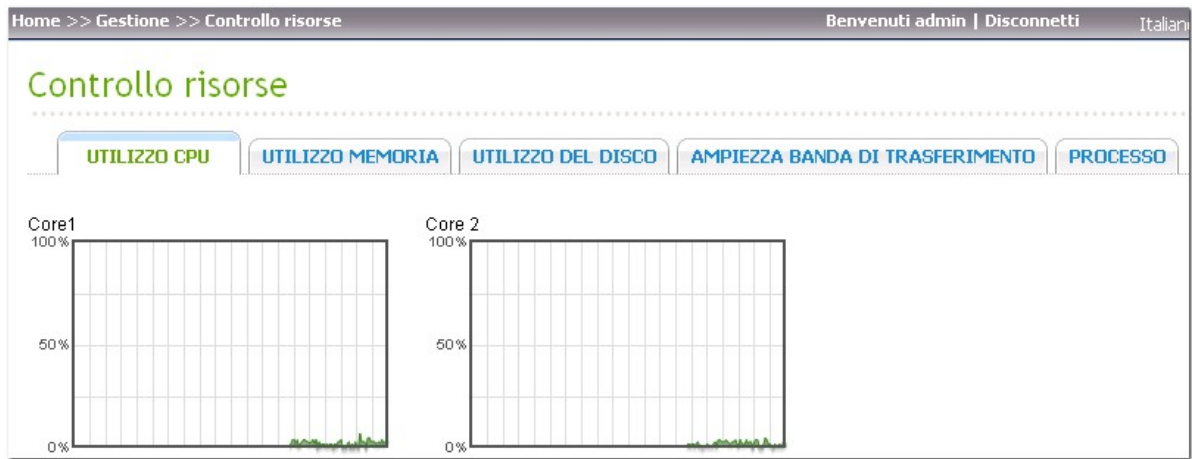 Home >> Gestione >> Controllo risorse Benvenuti admin | Disconnetti
Controllo risorse
UTILIZZO CPU UTILIZZO MEMORIA UTILIZZO DEL DISCO AMPIEZZA BANDA DI TRASFERIMENTO PROCESSO
Core1 Core 2
100% 100%
50% 50%
0% 0%